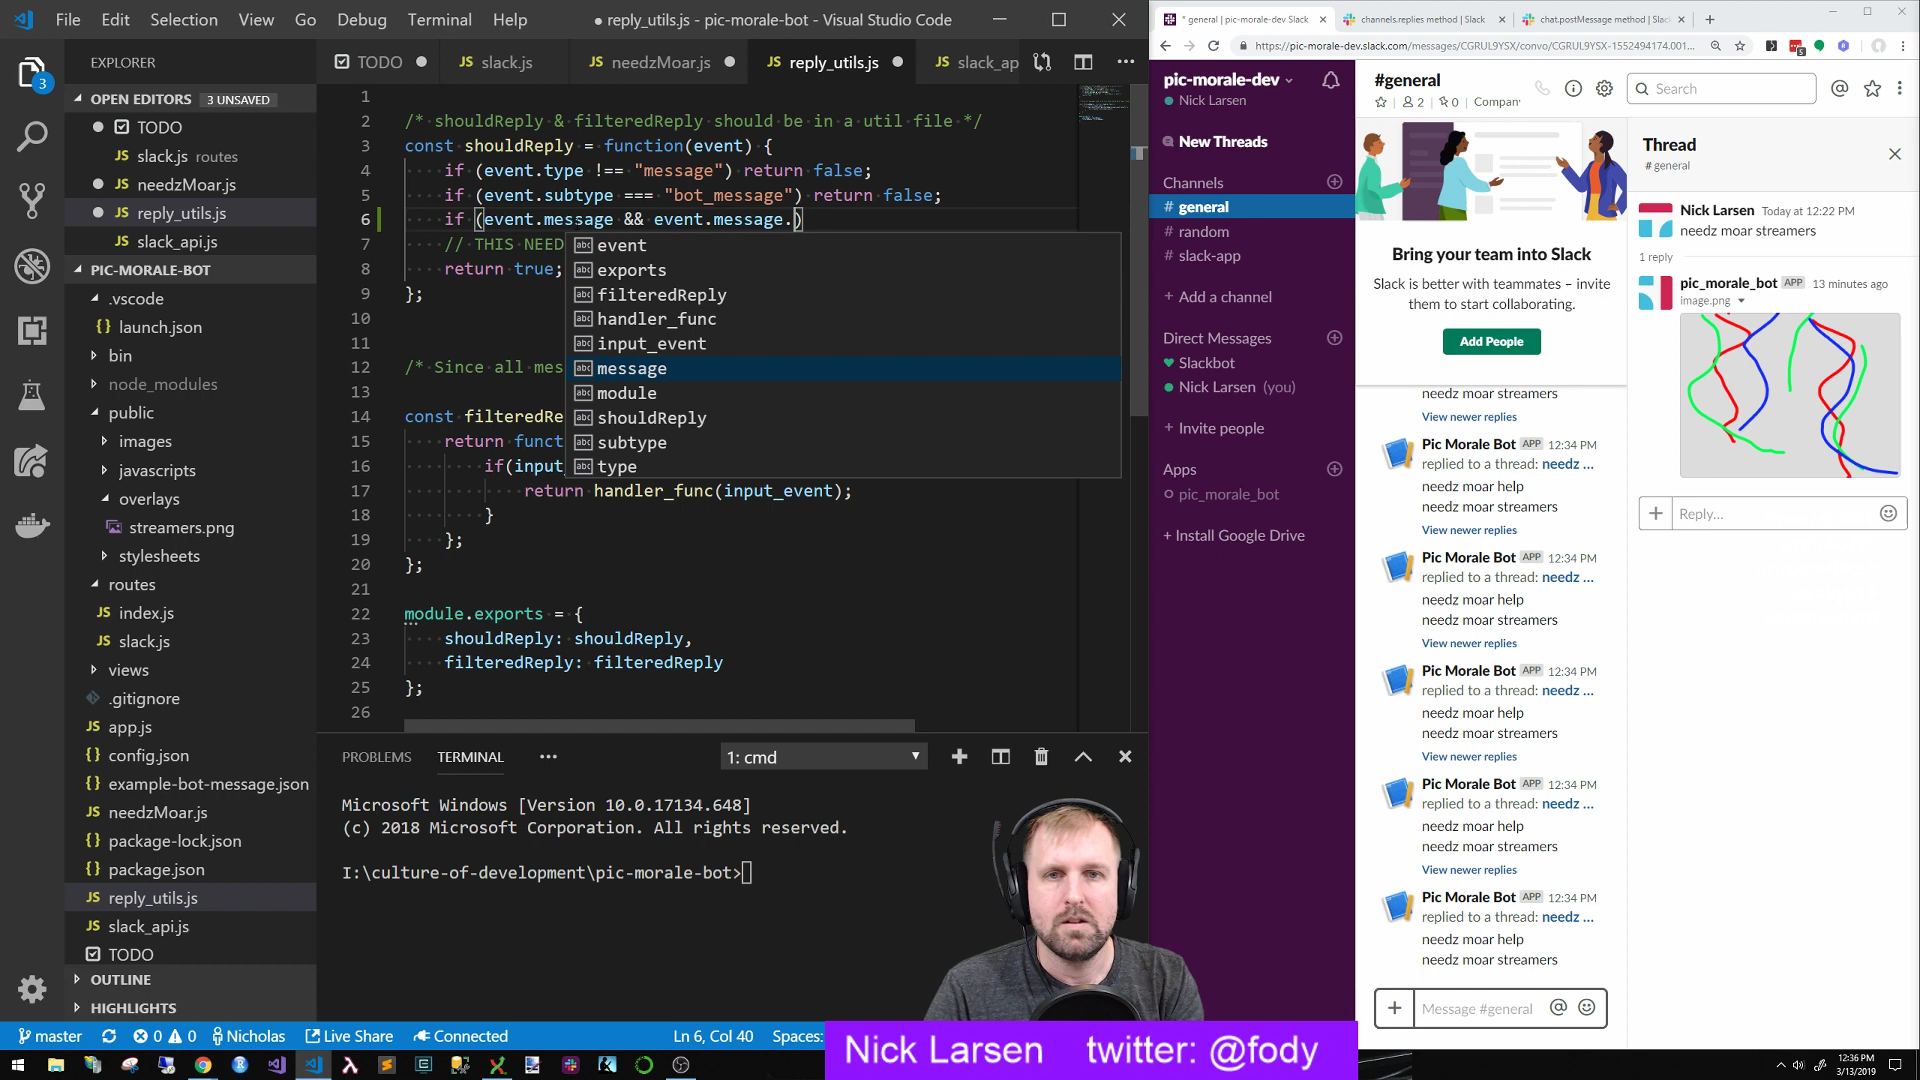 File Edit Selection View Go Debug Terminal Help
● reply_utils.js - pic-morale-bot - Visual Studio Code
EXPLORER
OPEN EDITORS 3 UNSAVED
TODO
JS slack.js routes
needzMoar.js
reply_utils.js
JS slack_api.js
PIC-MORALE-BOT
.vscode
{} launch.json
bin
node_modules
public
images
javascripts
overlays
streamers.png
stylesheets
routes
JS index.js
JS slack.js
views
.gitignore
JS app.js
{} config.json
{} example-bot-message.json
JS needzMoar.js
{} package-lock.json
{} package.json
JS reply_utils.js
JS slack_api.js
TODO
OUTLINE
HIGHLIGHTS
3
TODO JS slack.js JS needzMoar.js JS reply_utils.js JS slack_ap
1
2 /* shouldReply & filteredReply should be in a util file */
3 const shouldReply = function(event) {
4 if (event.type !== "message") return false;
5 if (event.subtype === "bot_message") return false;
6 if (event.message && event.message.)
7 // THIS NEED
8 return true;
9 };
10
11
12 /* Since all mes
13
14 const filteredRe
15 return funct
16 if(input_
17 return handler_func(input_event);
18 }
19 };
20 };
21
22 module.exports = {
23 shouldReply: shouldReply,
24 filteredReply: filteredReply
25 };
26
abc event
abc exports
abc filteredReply
abc handler_func
abc input_event
abc message
abc module
abc shouldReply
abc subtype
abc type
PROBLEMS TERMINAL ··· 1: cmd
Microsoft Windows [Version 10.0.17134.648]
(c) 2018 Microsoft Corporation. All rights reserved.
I:\culture-of-development\pic-morale-bot>
master 0 0 Nicholas Live Share Connected Ln 6, Col 40 Spaces:
Nick Larsen twitter: @fody
* general | pic-morale-dev Slack channels.replies method | Slack chat.postMessage method | Slac
https://pic-morale-dev.slack.com/messages/CGRUL9YSX/convo/CGRUL9YSX-1552494174.001...
pic-morale-dev
Nick Larsen
New Threads
Channels
# general
# random
# slack-app
+ Add a channel
Direct Messages
Slackbot
Nick Larsen (you)
+ Invite people
Apps
pic_morale_bot
+ Install Google Drive
#general
2 0 Compan
Search
Bring your team into Slack
Slack is better with teammates – invite
them to start collaborating.
Add People
needz moar streamers
View newer replies
Pic Morale Bot APP 12:34 PM
replied to a thread: needz ...
needz moar help
needz moar streamers
View newer replies
Pic Morale Bot APP 12:34 PM
replied to a thread: needz ...
needz moar help
needz moar streamers
View newer replies
Pic Morale Bot APP 12:34 PM
replied to a thread: needz ...
needz moar help
needz moar streamers
View newer replies
Pic Morale Bot APP 12:34 PM
replied to a thread: needz ...
needz moar help
needz moar streamers
View newer replies
Pic Morale Bot APP 12:34 PM
replied to a thread: needz ...
needz moar help
needz moar streamers
Message #general
Thread
# general
Nick Larsen Today at 12:22 PM
needz moar streamers
1 reply
pic_morale_bot APP 13 minutes ago
image.png
Reply...
12:36 PM
3/13/2019